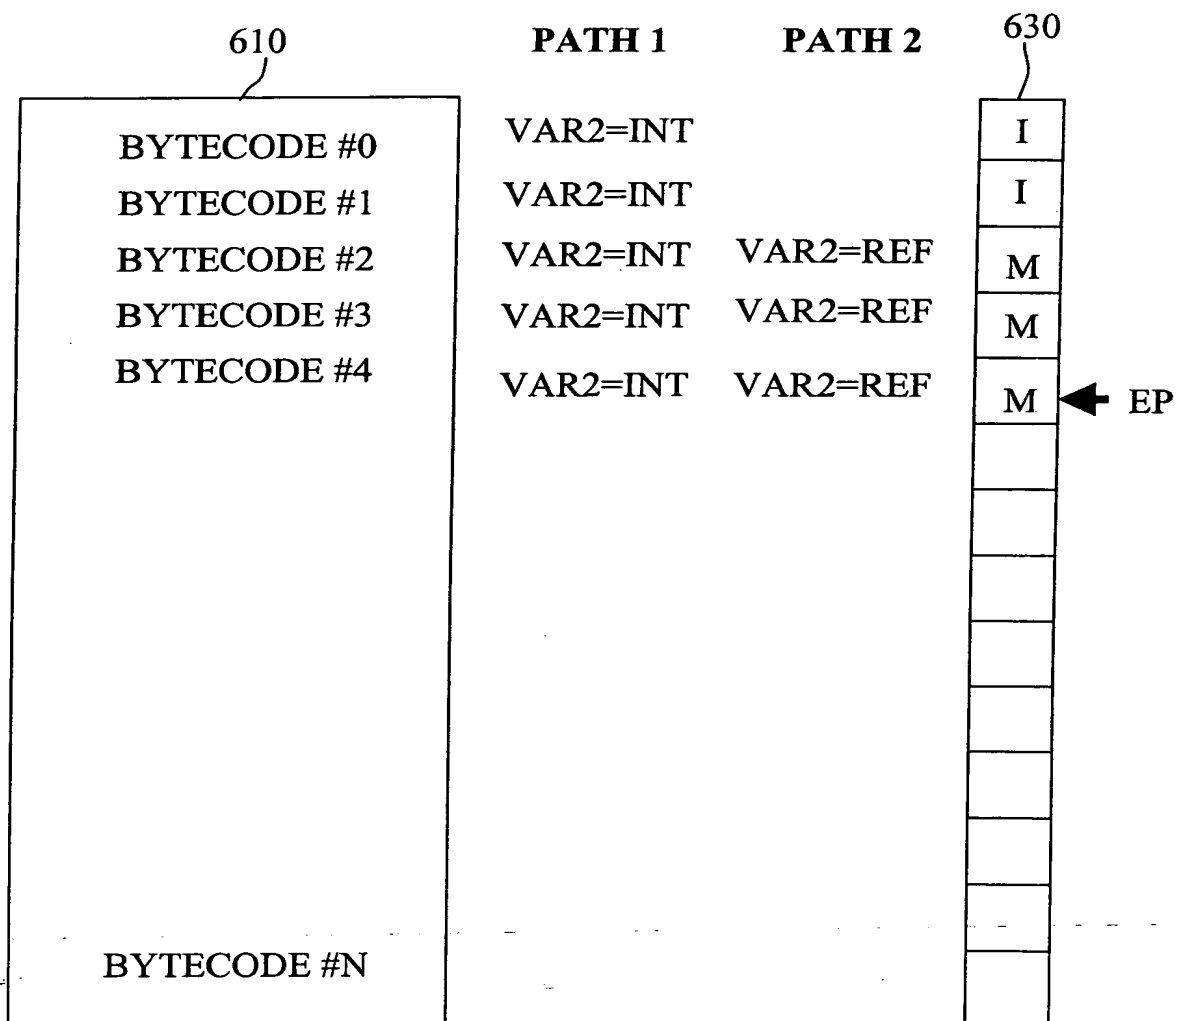 610 PATH 1 PATH 2 630
BYTECODE #0 VAR2=INT I
BYTECODE #1 VAR2=INT I
BYTECODE #2 VAR2=INT VAR2=REF M
BYTECODE #3 VAR2=INT VAR2=REF M
BYTECODE #4 VAR2=INT VAR2=REF M EP
BYTECODE #N